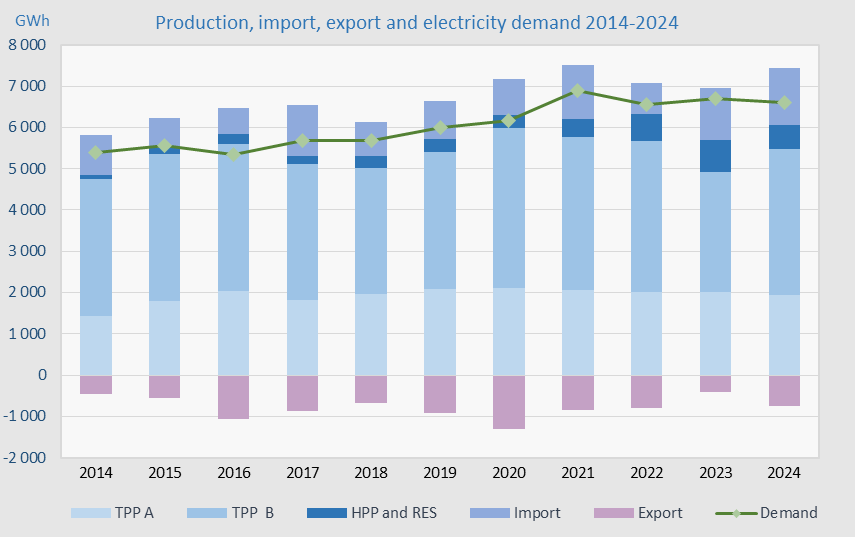 GWh
Production, import, export and electricity demand 2014-2024
8 000
7 000
6 000
5 000
4 000
3 000
2 000
1 000
0
-1 000
-2 000
2014 2015 2016 2017 2018 2019 2020 2021 2022 2023 2024
TPP A TPP B HPP and RES Import Export Demand